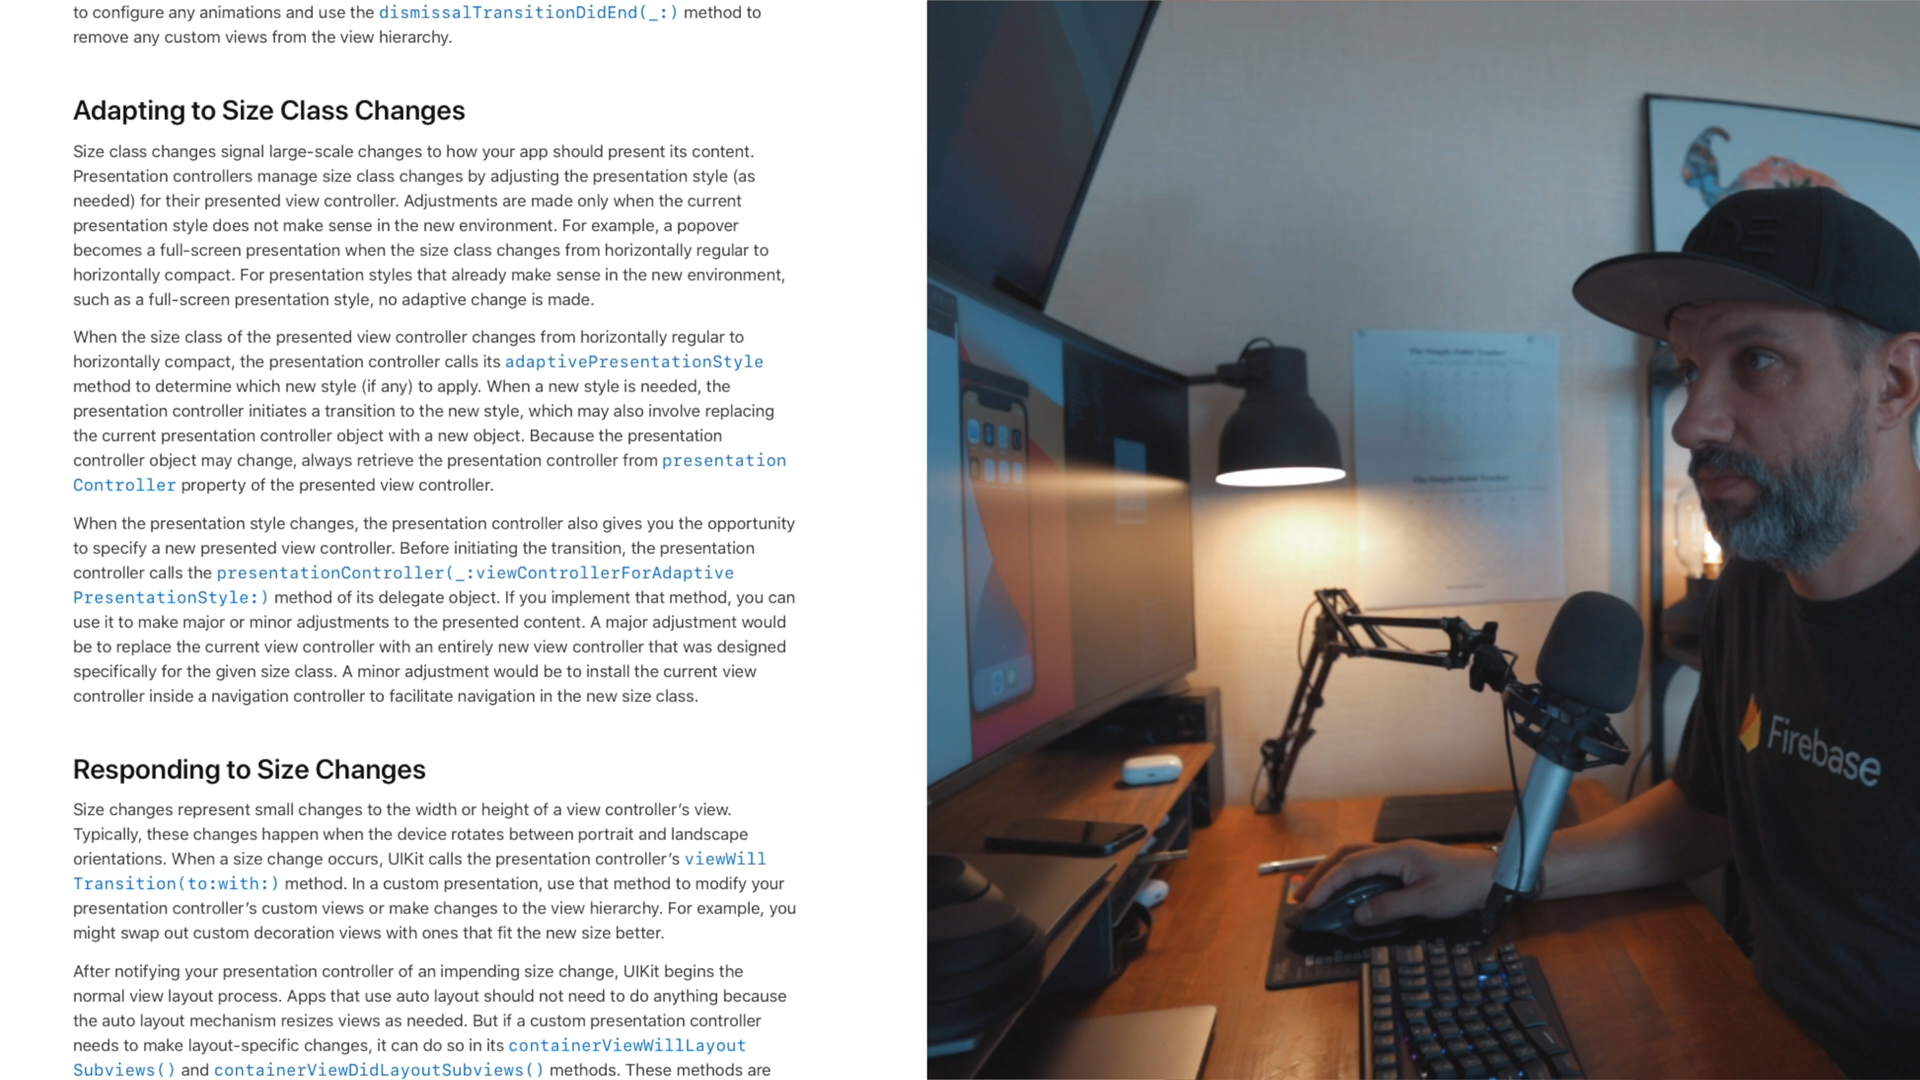 to configure any animations and use the dismissalTransitionDidEnd(_:) method to
remove any custom views from the view hierarchy.
Adapting to Size Class Changes
Size class changes signal large-scale changes to how your app should present its content.
Presentation controllers manage size class changes by adjusting the presentation style (as
needed) for their presented view controller. Adjustments are made only when the current
presentation style does not make sense in the new environment. For example, a popover
becomes a full-screen presentation when the size class changes from horizontally regular to
horizontally compact. For presentation styles that already make sense in the new environment,
such as a full-screen presentation style, no adaptive change is made.
When the size class of the presented view controller changes from horizontally regular to
horizontally compact, the presentation controller calls its adaptivePresentationStyle
method to determine which new style (if any) to apply. When a new style is needed, the
presentation controller initiates a transition to the new style, which may also involve replacing
the current presentation controller object with a new object. Because the presentation
controller object may change, always retrieve the presentation controller from presentation
Controller property of the presented view controller.
When the presentation style changes, the presentation controller also gives you the opportunity
to specify a new presented view controller. Before initiating the transition, the presentation
controller calls the presentationController(_:viewControllerForAdaptive
PresentationStyle:) method of its delegate object. If you implement that method, you can
use it to make major or minor adjustments to the presented content. A major adjustment would
be to replace the current view controller with an entirely new view controller that was designed
specifically for the given size class. A minor adjustment would be to install the current view
controller inside a navigation controller to facilitate navigation in the new size class.
Responding to Size Changes
Size changes represent small changes to the width or height of a view controller's view.
Typically, these changes happen when the device rotates between portrait and landscape
orientations. When a size change occurs, UIKit calls the presentation controller's viewWill
Transition(to:with:) method. In a custom presentation, use that method to modify your
presentation controller's custom views or make changes to the view hierarchy. For example, you
might swap out custom decoration views with ones that fit the new size better.
After notifying your presentation controller of an impending size change, UIKit begins the
normal view layout process. Apps that use auto layout should not need to do anything because
the auto layout mechanism resizes views as needed. But if a custom presentation controller
needs to make layout-specific changes, it can do so in its containerViewWillLayout
Subviews() and containerViewDidLayoutSubviews() methods. These methods are
The Simple Habit Tracker
The Simple Habit Tracker
Firebase